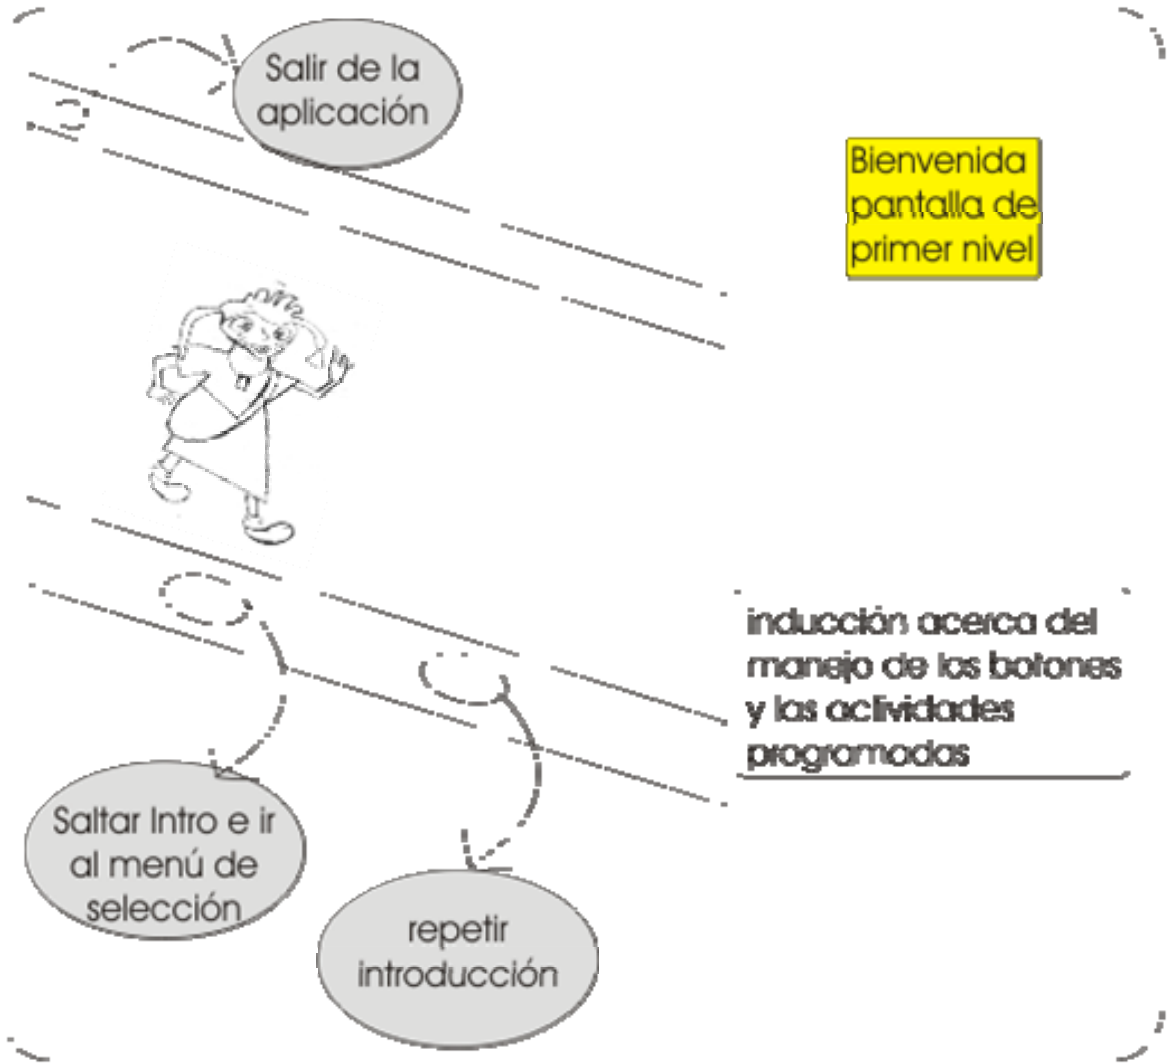 Salir de la
aplicación
Bienvenida
pantalla de
primer nivel
inducción acerca del
manejo de los botones
y las actividades
programadas
Saltar Intro e ir
al menú de
selección
repetir
introducción